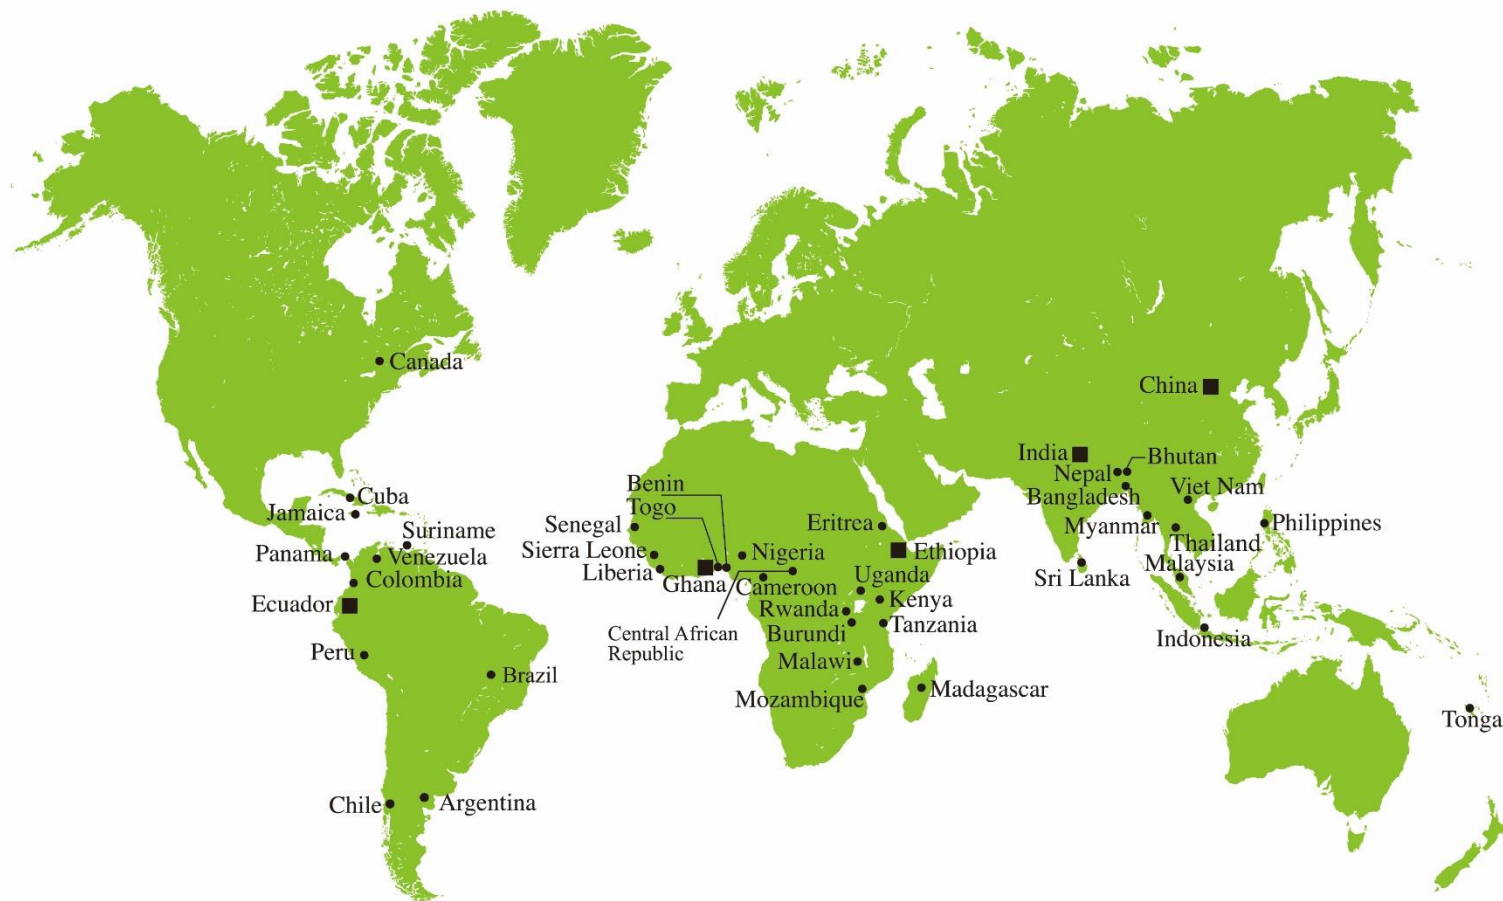 Canada
China
India
Bhutan
Nepal
Benin
Viet Nam
Bangladesh
Cuba
Togo
Jamaica
Senegal
Eritrea
Myanmar
Philippines
Suriname
Thailand
Sierra Leone
Nigeria
Ethiopia
Panama
Venezuela
Malaysia
Liberia
Uganda
Sri Lanka
Colombia
Ghana
Cameroon
Kenya
Ecuador
Rwanda
Tanzania
Central African
Republic
Burundi
Indonesia
Peru
Malawi
Brazil
Mozambique
Madagascar
Tonga
Chile
Argentina